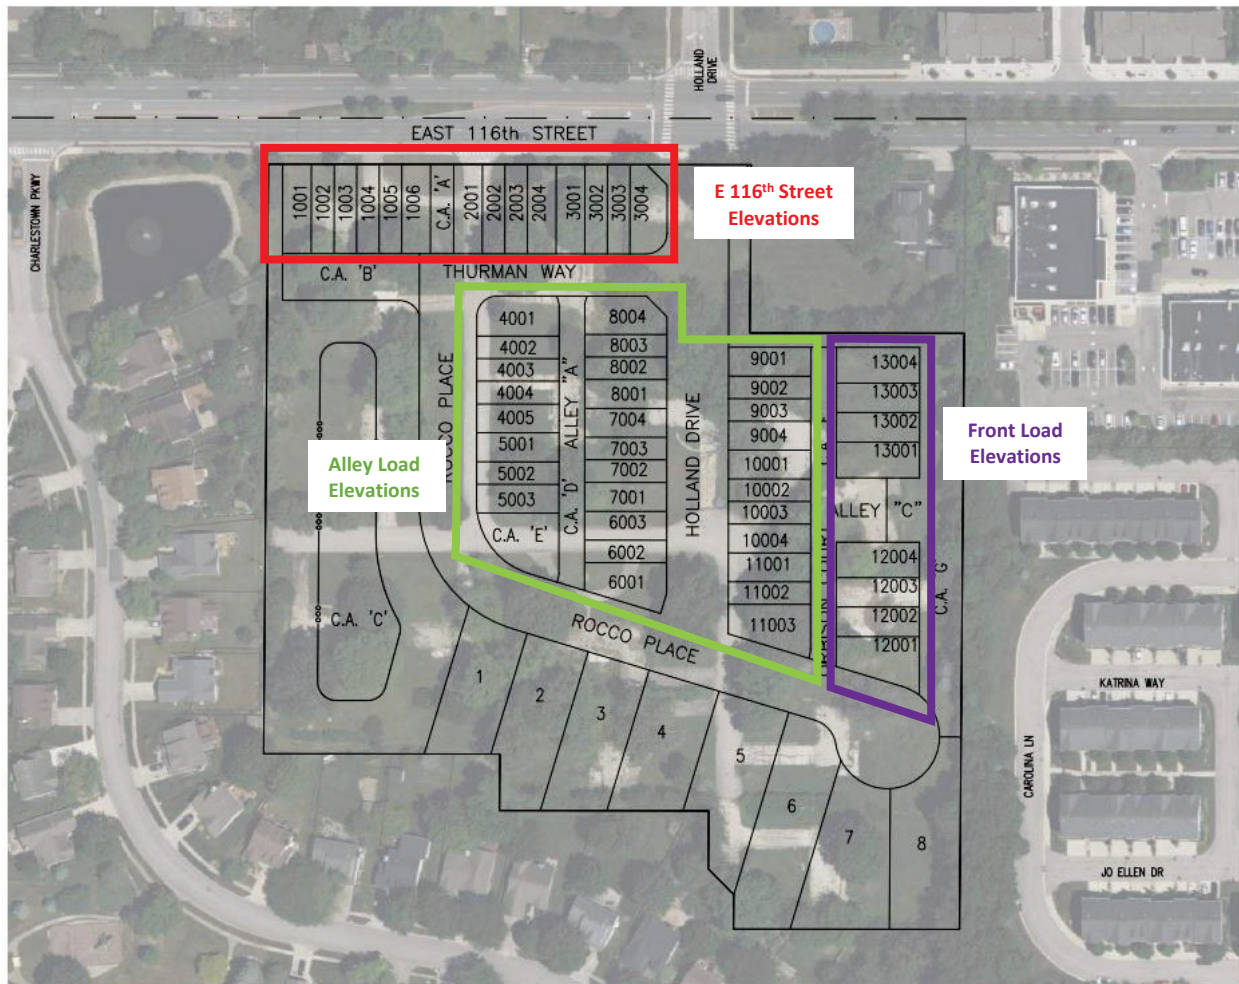 HOLLAND
DRIVE
EAST 116th STREET
CHARLESTOWN PKWY
1001
1002
1003
1004
1005
1006
C.A. 'A'
2001
2002
2003
2004
3001
3002
3003
3004
E 116th Street
Elevations
C.A. 'B'
THURMAN WAY
4001
4002
4003
4004
4005
5001
5002
5003
C.A. 'E'
ROCCO PLACE
ALLEY "A"
C.A. 'D'
8004
8003
8002
8001
7004
7003
7002
7001
6003
6002
6001
HOLLAND DRIVE
9001
9002
9003
9004
10001
10002
10003
10004
11001
11002
11003
13004
13003
13002
13001
ALLEY "C"
12004
12003
12002
12001
C.A. 'G'
Front Load
Elevations
Alley Load
Elevations
C.A. 'C'
ROCCO PLACE
1
2
3
4
5
6
7
8
CAROLINA LN
KATRINA WAY
JO ELLEN DR